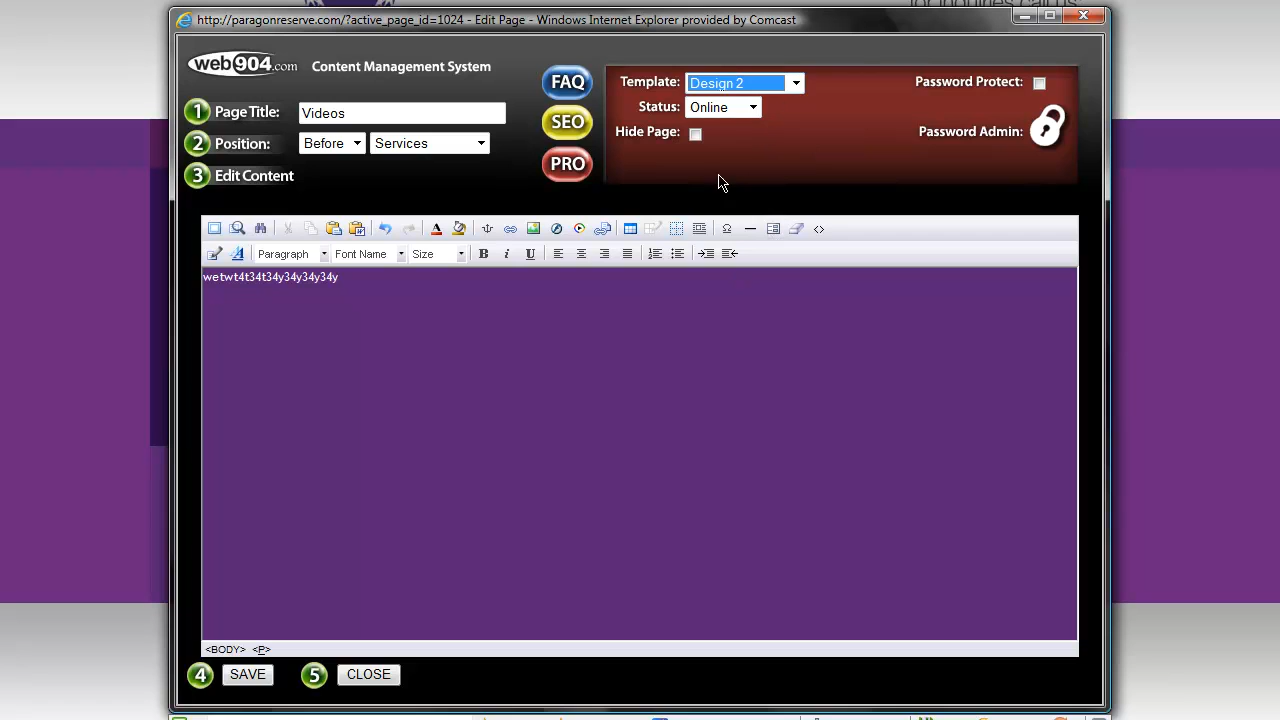 http://paragonreserve.com/?active_page_id=1024 - Edit Page - Windows Internet Explorer provided by Comcast
web904.com
Content Management System
1 Page Title: Videos
2 Position: Before Services
3 Edit Content
FAQ
SEO
PRO
Template: Design 2
Status: Online
Hide Page:
Password Protect:
Password Admin:
Paragraph Font Name Size B i U
wetwt4t34t34y34y34y34y
<BODY> <P>
4 SAVE 5 CLOSE